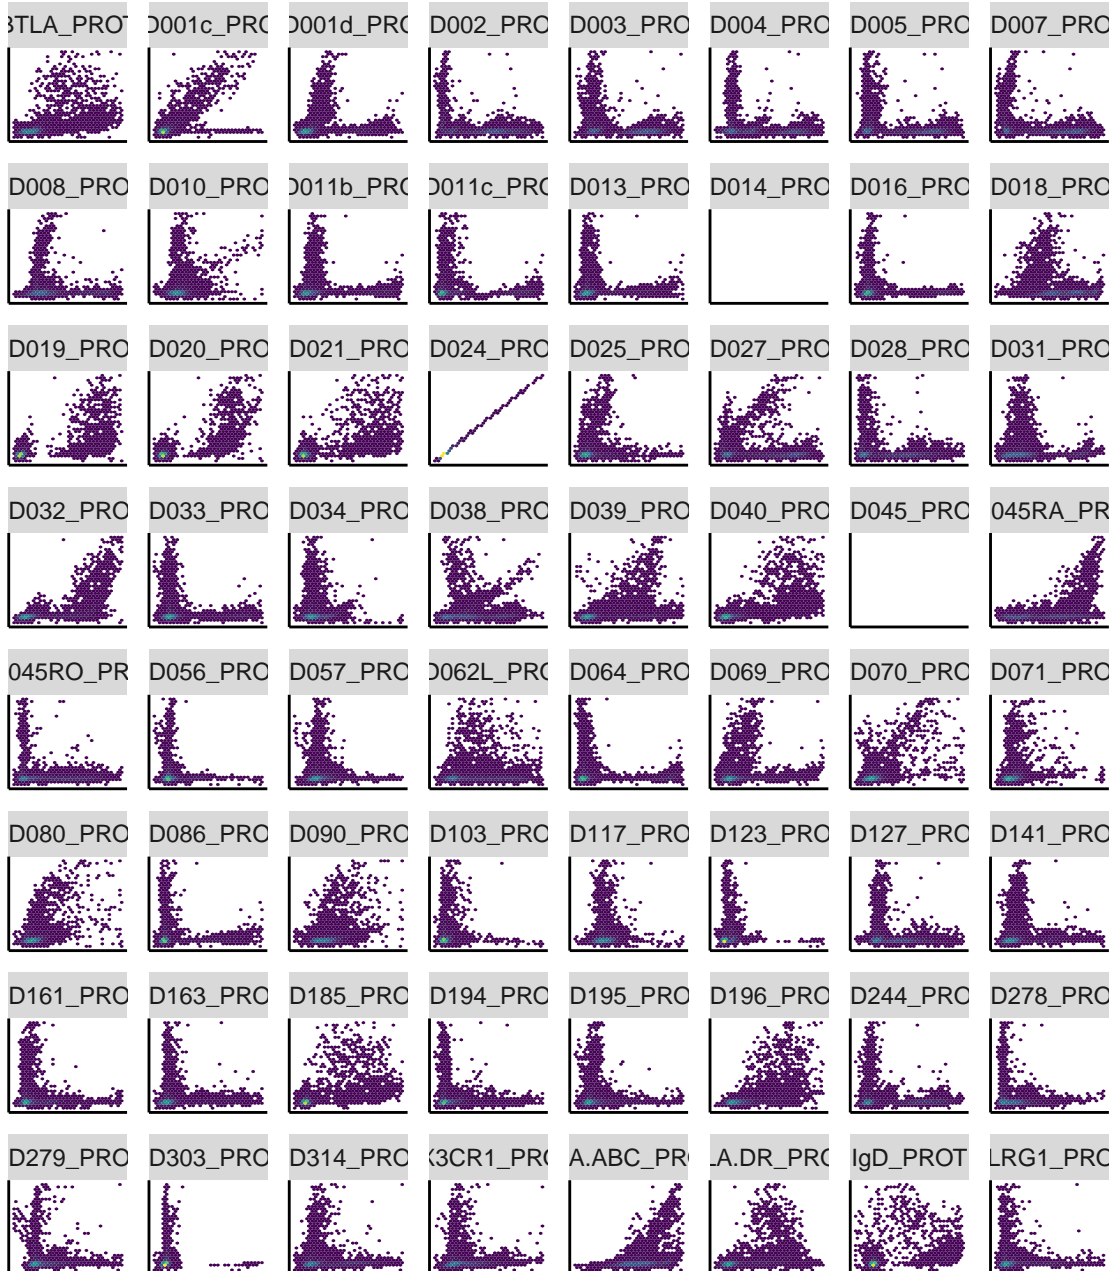 BTLA_PROT D001c_PRO D001d_PRO D002_PRO D003_PRO D004_PRO D005_PRO D007_PRO
D008_PRO D010_PRO D011b_PRO D011c_PRO D013_PRO D014_PRO D016_PRO D018_PRO
D019_PRO D020_PRO D021_PRO D024_PRO D025_PRO D027_PRO D028_PRO D031_PRO
D032_PRO D033_PRO D034_PRO D038_PRO D039_PRO D040_PRO D045_PRO 045RA_PR
045RO_PR D056_PRO D057_PRO D062L_PRO D064_PRO D069_PRO D070_PRO D071_PRO
D080_PRO D086_PRO D090_PRO D103_PRO D117_PRO D123_PRO D127_PRO D141_PRO
D161_PRO D163_PRO D185_PRO D194_PRO D195_PRO D196_PRO D244_PRO D278_PRO
D279_PRO D303_PRO D314_PRO X3CR1_PRO A.ABC_PRO LA.DR_PRO IgD_PROT LRG1_PRO